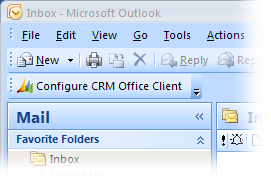 Inbox - Microsoft Outlook
File Edit View Go Tools Actions
New Reply
Configure CRM Office Client
Mail
Favorite Folders
Inbox